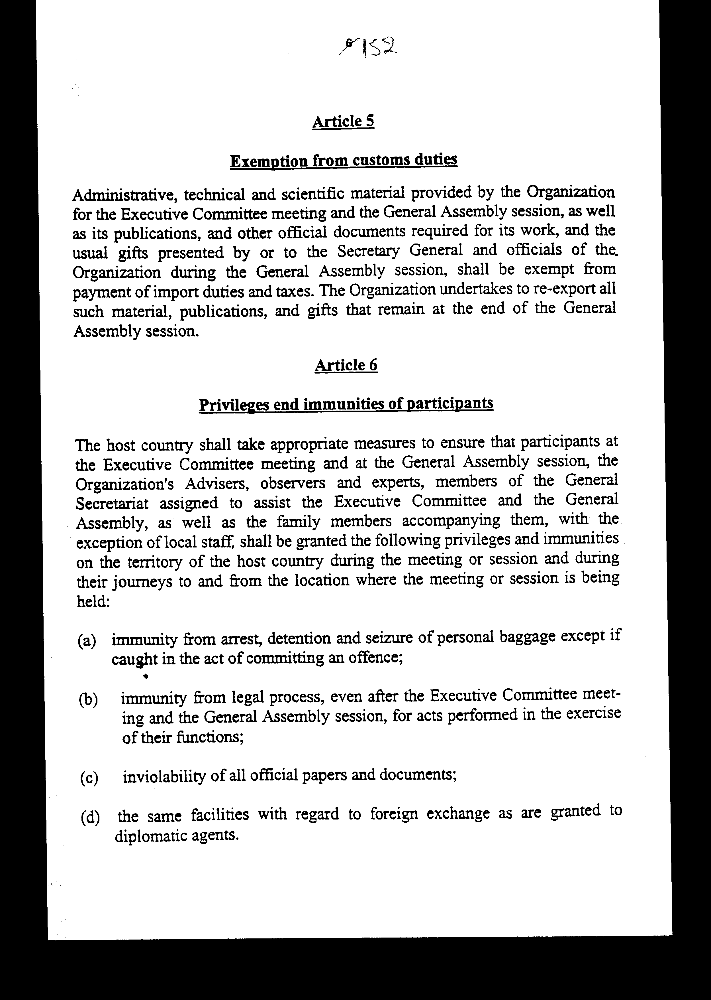 6 152
Article 5
Exemption from customs duties
Administrative, technical and scientific material provided by the Organization
for the Executive Committee meeting and the General Assembly session, as well
as its publications, and other official documents required for its work, and the
usual gifts presented by or to the Secretary General and officials of the.
Organization during the General Assembly session, shall be exempt from
payment of import duties and taxes. The Organization undertakes to re-export all
such material, publications, and gifts that remain at the end of the General
Assembly session.
Article 6
Privileges end immunities of participants
The host country shall take appropriate measures to ensure that participants at
the Executive Committee meeting and at the General Assembly session, the
Organization's Advisers, observers and experts, members of the General
Secretariat assigned to assist the Executive Committee and the General
Assembly, as well as the family members accompanying them, with the
exception of local staff, shall be granted the following privileges and immunities
on the territory of the host country during the meeting or session and during
their journeys to and from the location where the meeting or session is being
held:
(a) immunity from arrest, detention and seizure of personal baggage except if
caught in the act of committing an offence;
(b) immunity from legal process, even after the Executive Committee meet-
ing and the General Assembly session, for acts performed in the exercise
of their functions;
(c) inviolability of all official papers and documents;
(d) the same facilities with regard to foreign exchange as are granted to
diplomatic agents.